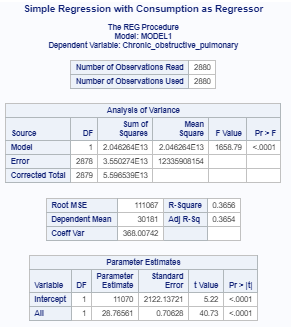 Simple Regression with Consumption as Regressor
The REG Procedure
Model: MODEL1
Dependent Variable: Chronic_obstructive_pulmonary
Number of Observations Read 2880
Number of Observations Used 2880
Analysis of Variance
Source DF Sum of Squares Mean Square F Value Pr > F
Model 1 2.046264E13 2.046264E13 1658.79 <.0001
Error 2878 3.550274E13 12335908154
Corrected Total 2879 5.596539E13
Root MSE 111067 R-Square 0.3656
Dependent Mean 30181 Adj R-Sq 0.3654
Coeff Var 368.00742
Parameter Estimates
Variable DF Parameter Estimate Standard Error t Value Pr > |t|
Intercept 1 11070 2122.13721 5.22 <.0001
All 1 28.76561 0.70628 40.73 <.0001